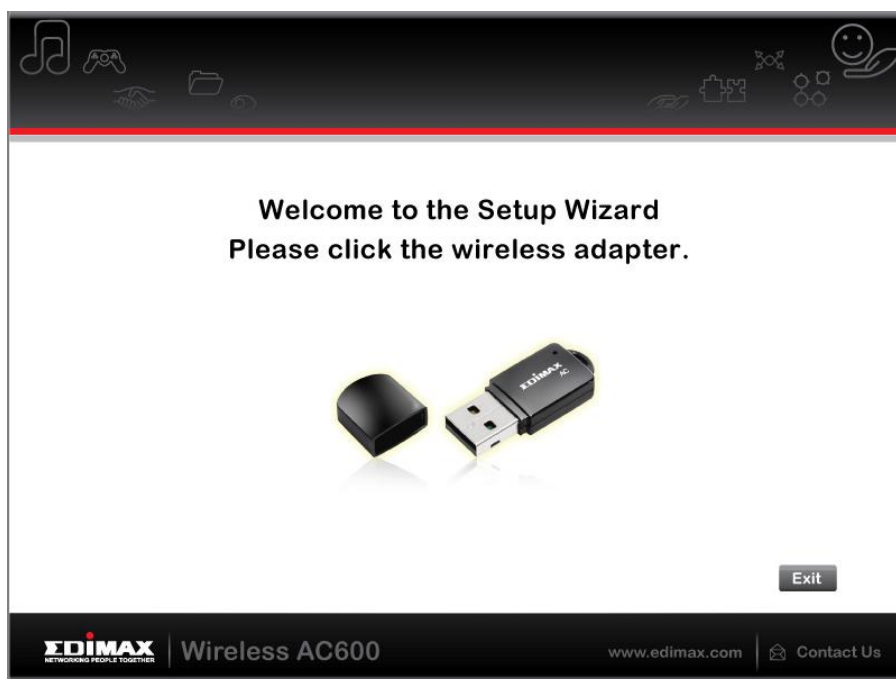 Welcome to the Setup Wizard
Please click the wireless adapter.
EDIMAX
AC
Exit
EDIMAX
NETWORKING PEOPLE TOGETHER
Wireless AC600
www.edimax.com
Contact Us